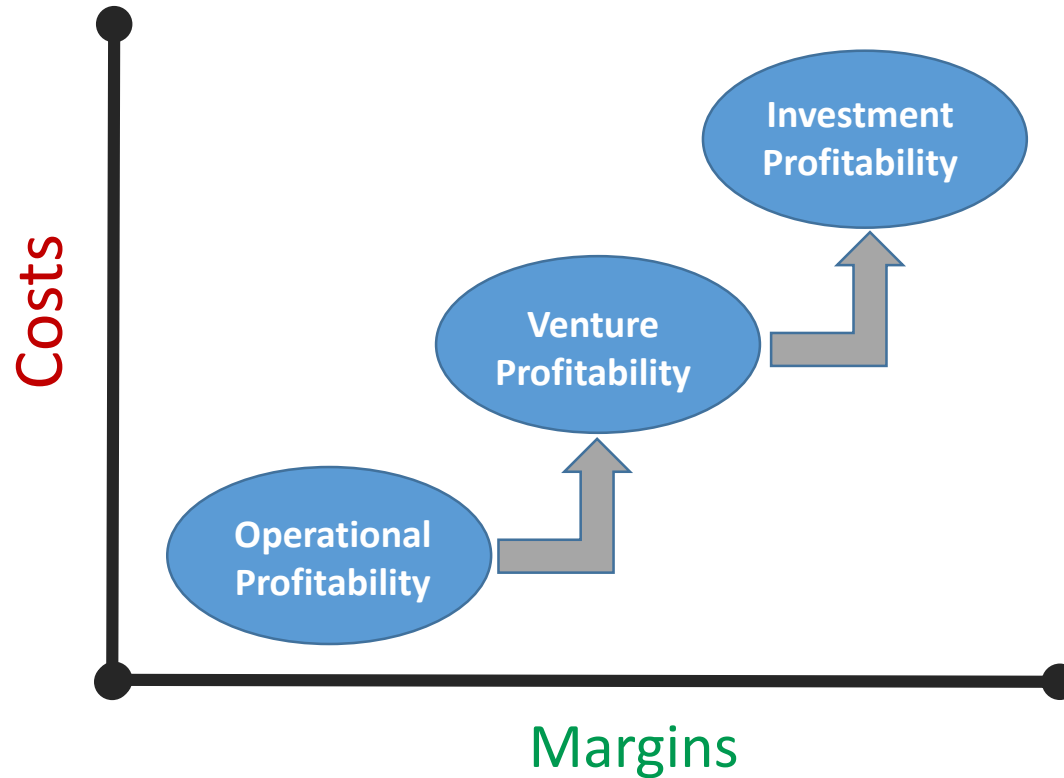 Investment
Profitability
Costs
Venture
Profitability
Operational
Profitability
Margins